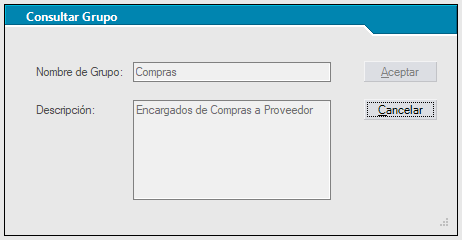 Consultar Grupo
Nombre de Grupo: Compras
Aceptar
Descripción: Encargados de Compras a Proveedor
Cancelar